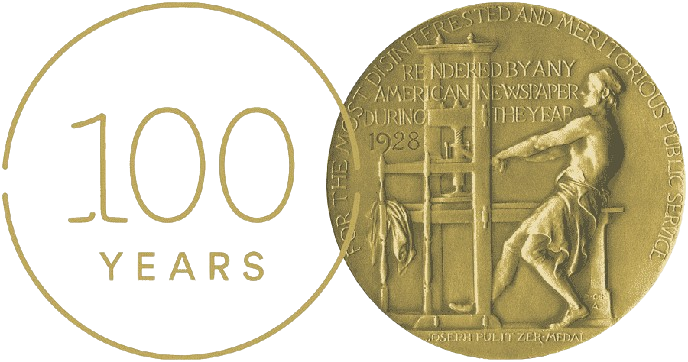 100
YEARS
FOR THE MOST DISINTERESTED AND MERITORIOUS PUBLIC SERVICE
RENDERED BY ANY
AMERICAN NEWSPAPER
DURING THE YEAR
1928
JOSEPH PULITZER MEDAL